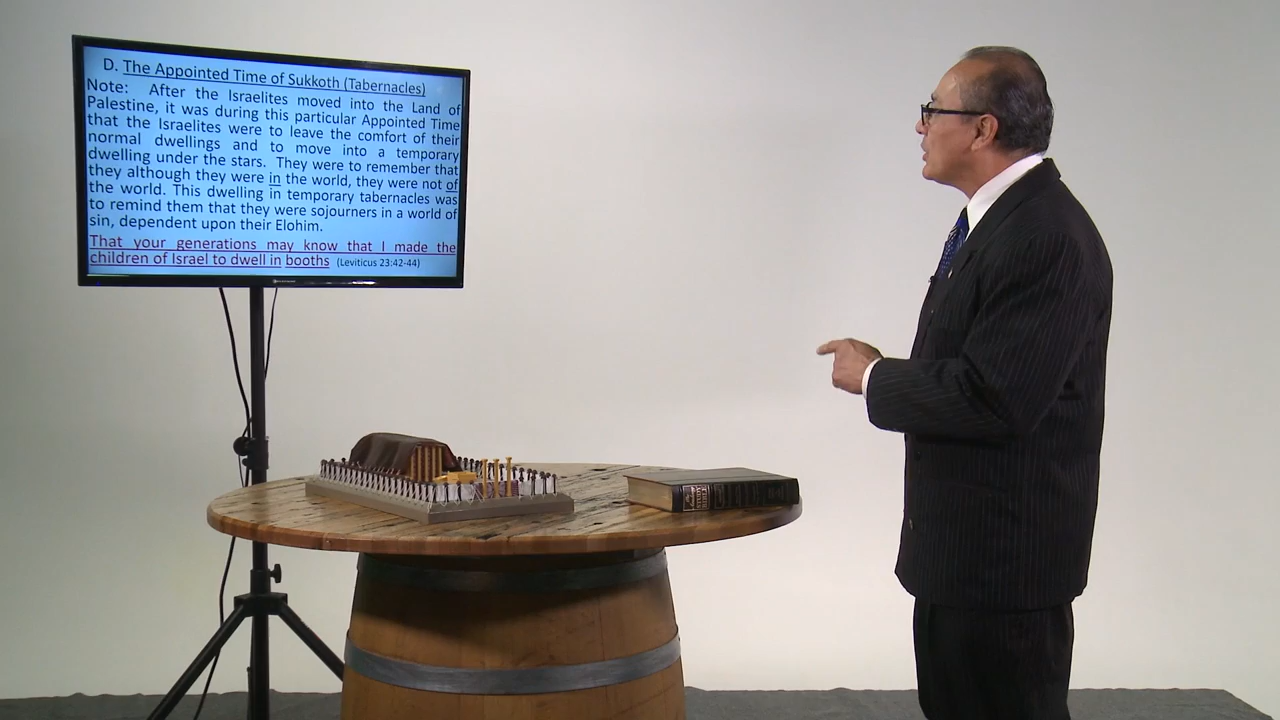 D. The Appointed Time of Sukkoth (Tabernacles)
Note: After the Israelites moved into the Land of
Palestine, it was during this particular Appointed Time
that the Israelites were to leave the comfort of their
normal dwellings and to move into a temporary
dwelling under the stars. They were to remember that
they although they were in the world, they were not of
the world. This dwelling in temporary tabernacles was
to remind them that they were sojourners in a world of
sin, dependent upon their Elohim.
That your generations may know that I made the
children of Israel to dwell in booths (Leviticus 23:42-44)
STUDY
BIBLE